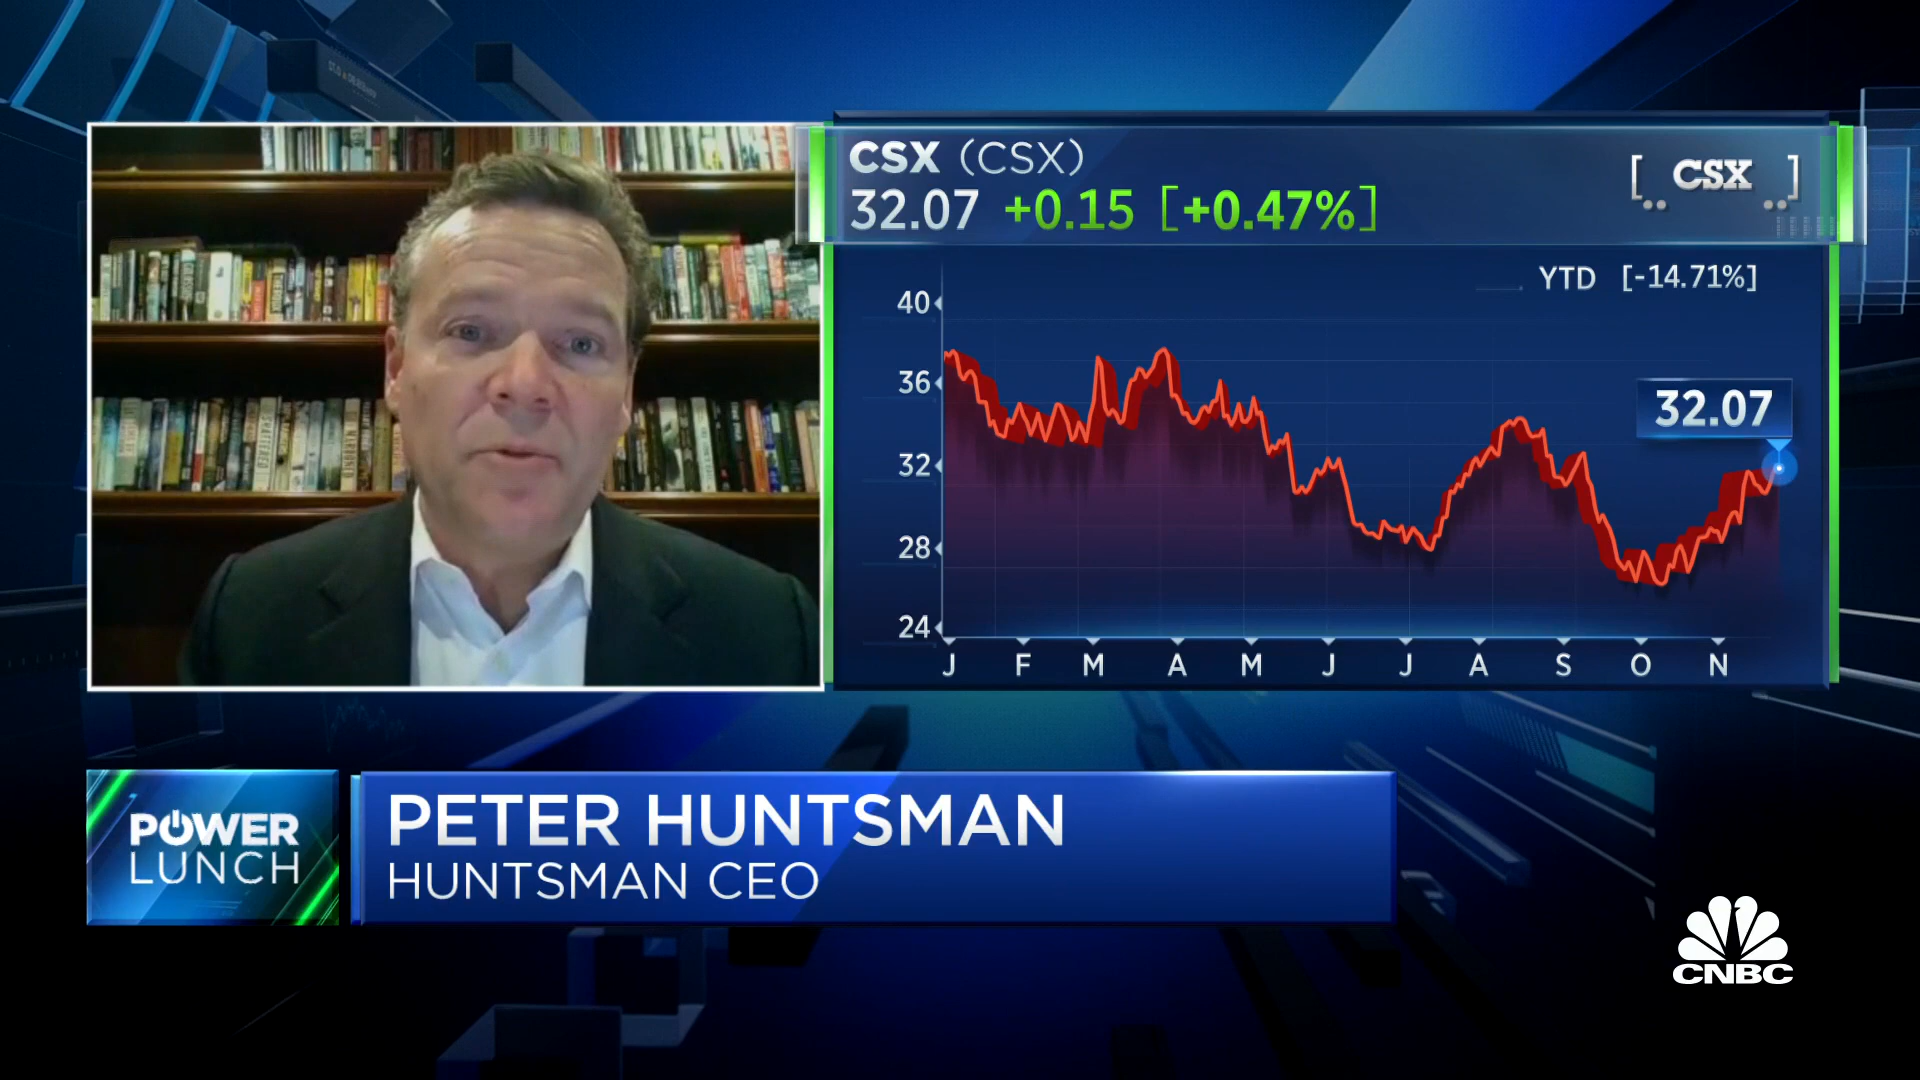 CSX (CSX)
32.07 +0.15 [+0.47%]
[ CSX ]
YTD [-14.71%]
40
36
32
28
24
32.07
J F M A M J J A S O N
POWER
LUNCH
PETER HUNTSMAN
HUNTSMAN CEO
CNBC
SHATTERED